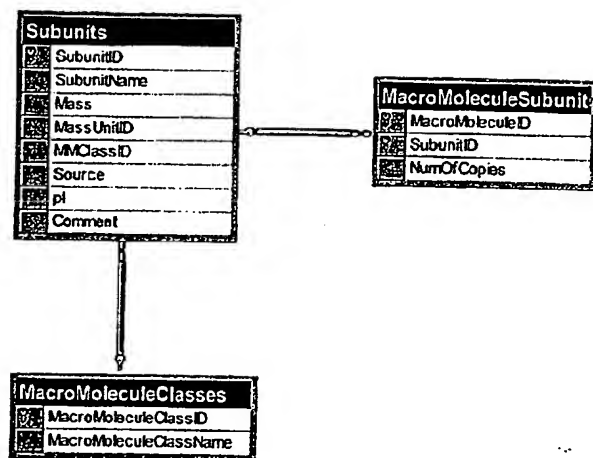 Subunits
SubunitID
SubunitName
Mass
MassUnitID
MMClassID
Source
pI
Comment
MacroMoleculeSubunit
MacroMoleculeID
SubunitID
NumOfCopies
MacroMoleculeClasses
MacroMoleculeClassID
MacroMoleculeClassName